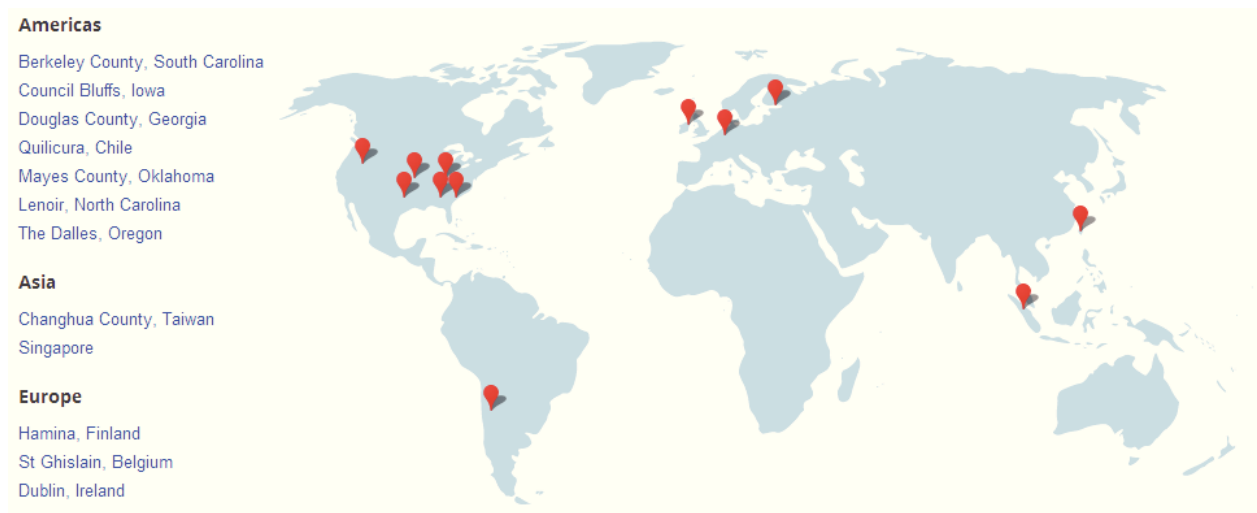 Americas
Berkeley County, South Carolina
Council Bluffs, Iowa
Douglas County, Georgia
Quilicura, Chile
Mayes County, Oklahoma
Lenoir, North Carolina
The Dalles, Oregon
Asia
Changhua County, Taiwan
Singapore
Europe
Hamina, Finland
St Ghislain, Belgium
Dublin, Ireland